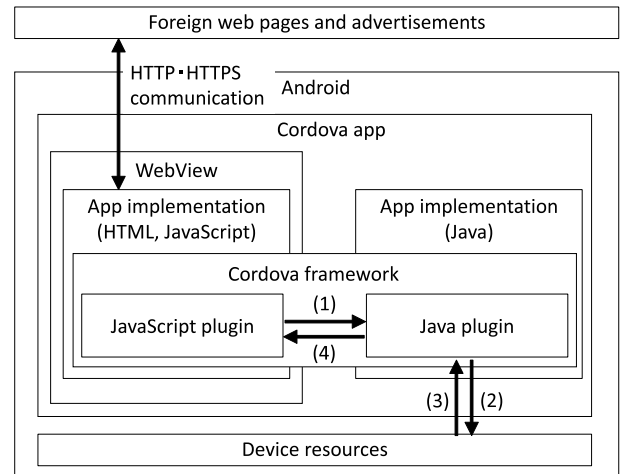 Foreign web pages and advertisements
HTTP・HTTPS
communication
Android
Cordova app
WebView
App implementation
(HTML, JavaScript)
App implementation
(Java)
Cordova framework
(1)
JavaScript plugin
Java plugin
(4)
(3)
(2)
Device resources